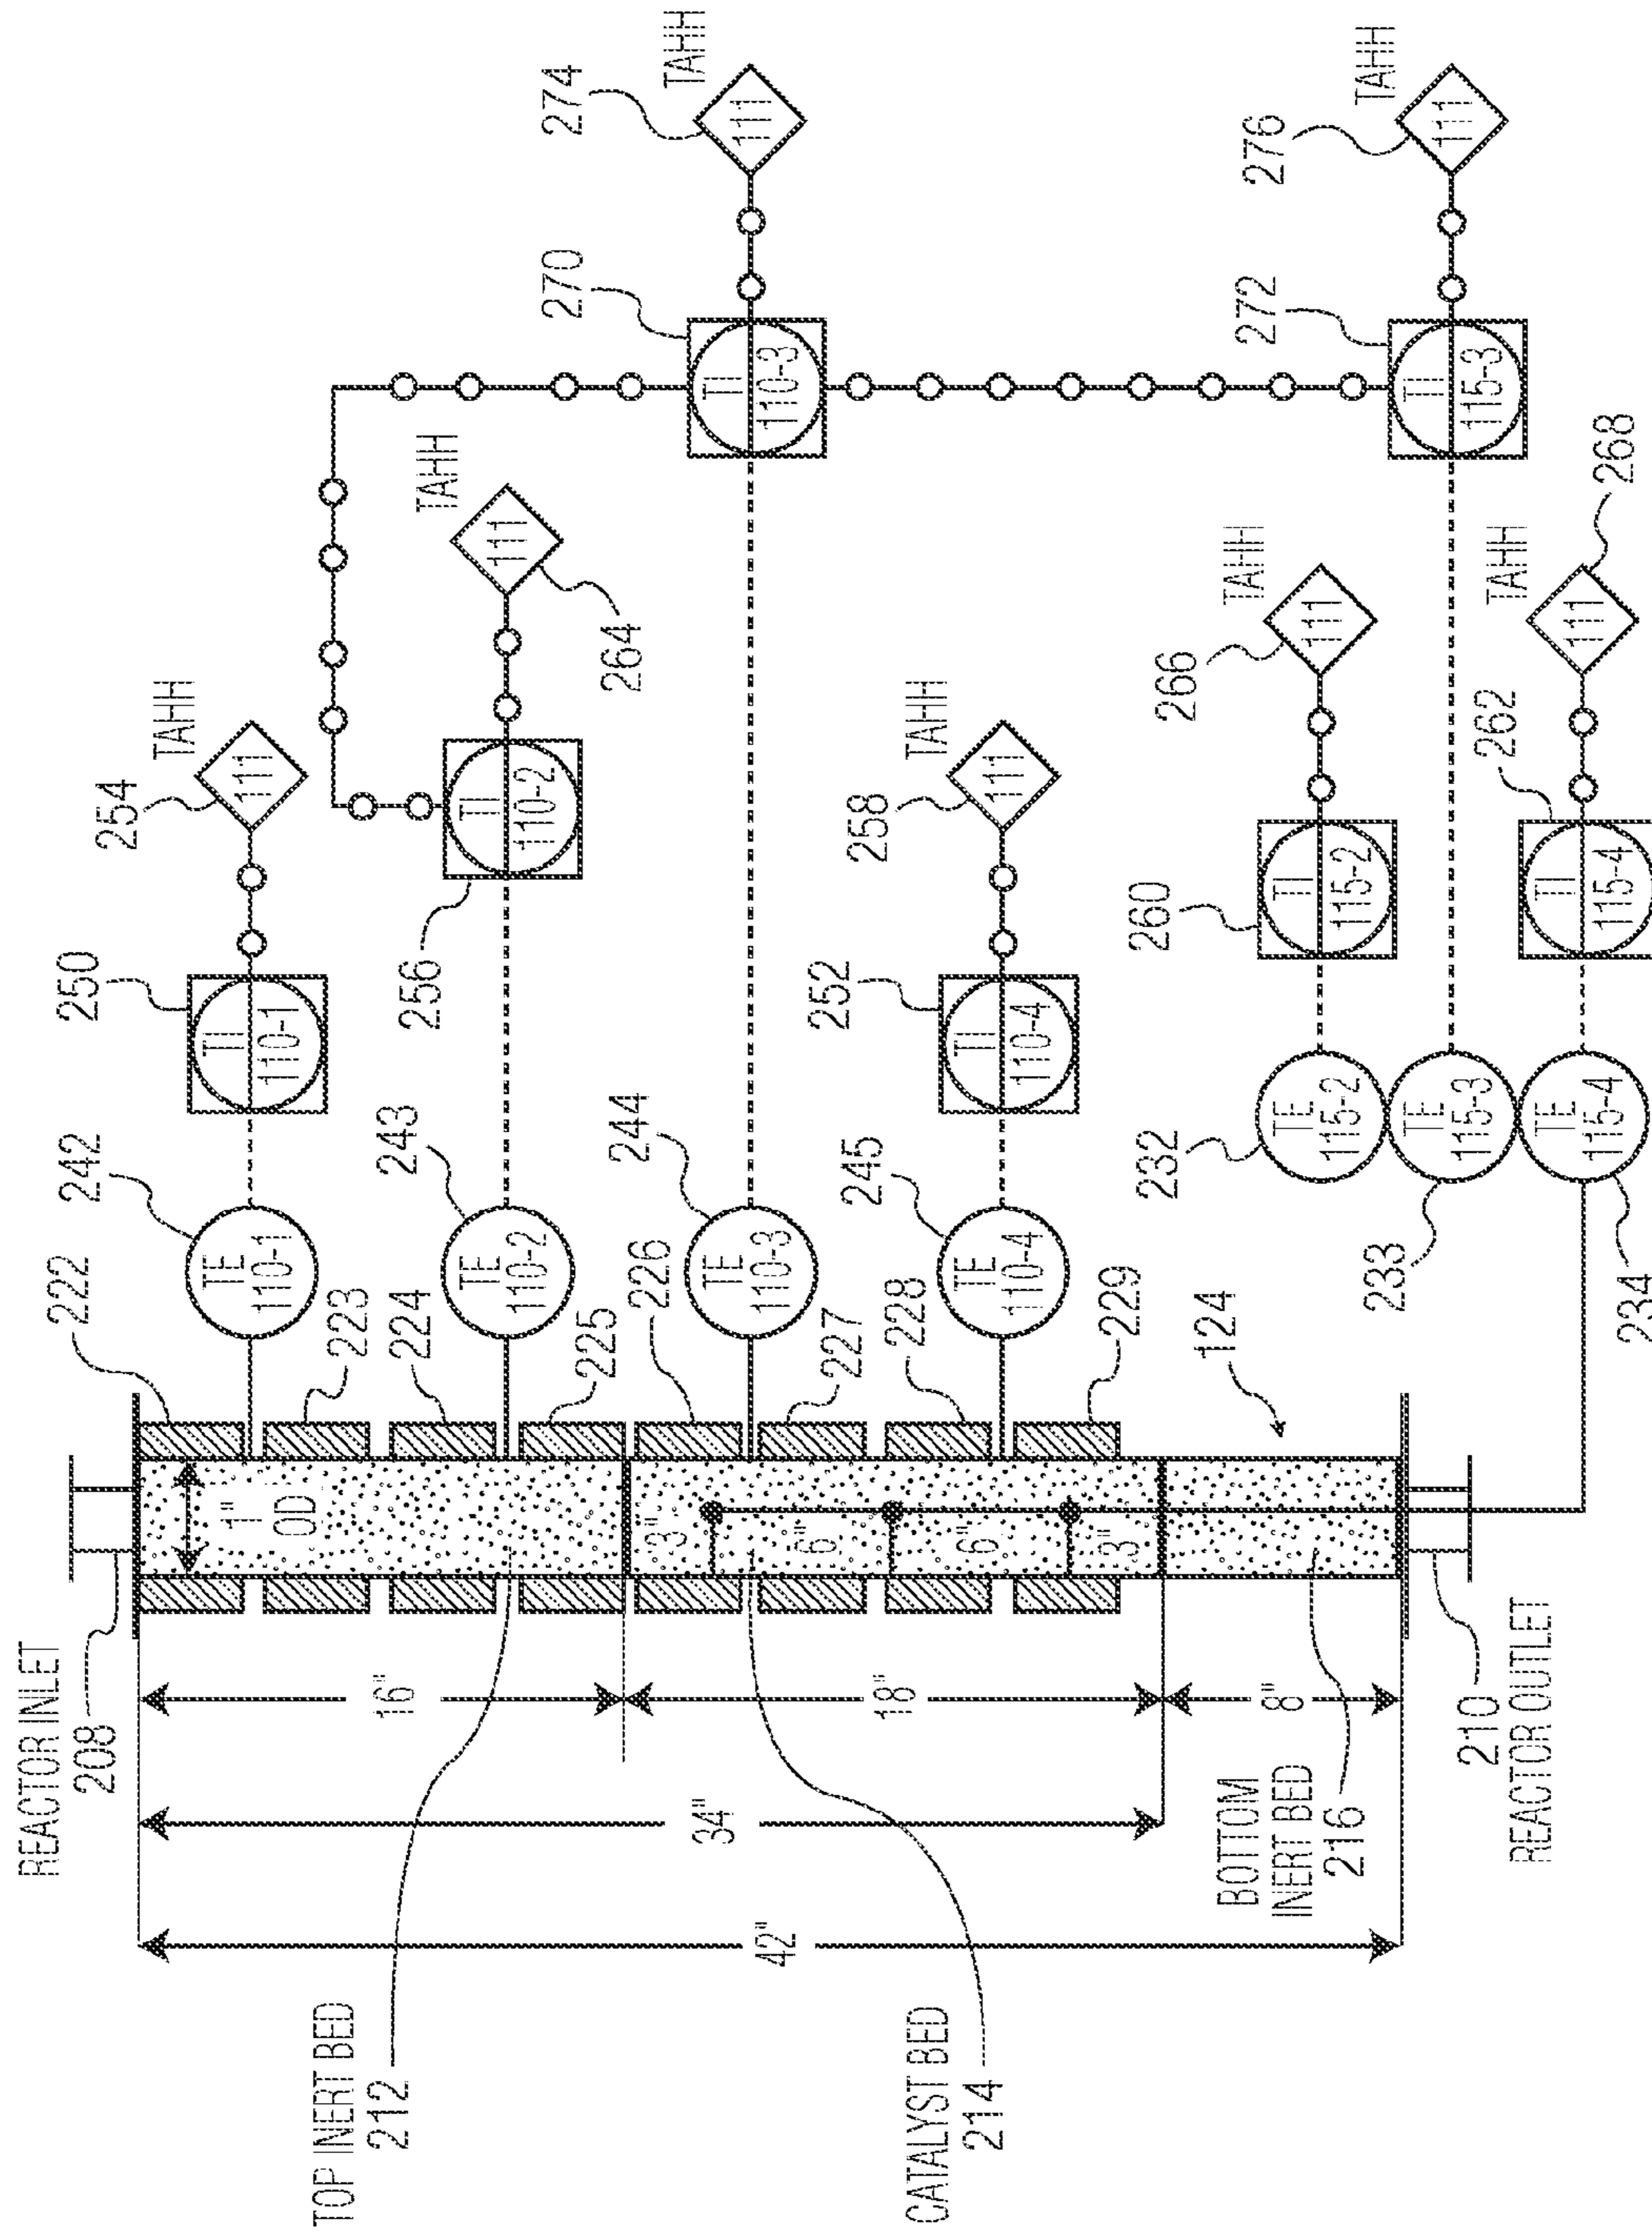 REACTOR INLET
208
222
242
250
254
TAHH
111
TE
110-1
TI
110-1
1"
OD
223
224
243
TE
110-2
256
TI
110-2
264
111
TAHH
225
226
244
TE
110-3
270
TI
110-3
274
111
TAHH
227
228
245
TE
110-4
252
TI
110-4
258
111
TAHH
229
3"
6"
6"
3"
124
232
TE
115-2
260
TI
115-2
266
111
TAHH
233
TE
115-3
272
TI
115-3
276
111
TAHH
234
TE
115-4
262
TI
115-4
268
111
TAHH
16"
18"
8"
34"
42"
TOP INERT BED
212
CATALYST BED
214
BOTTOM
INERT BED
216
210
REACTOR OUTLET